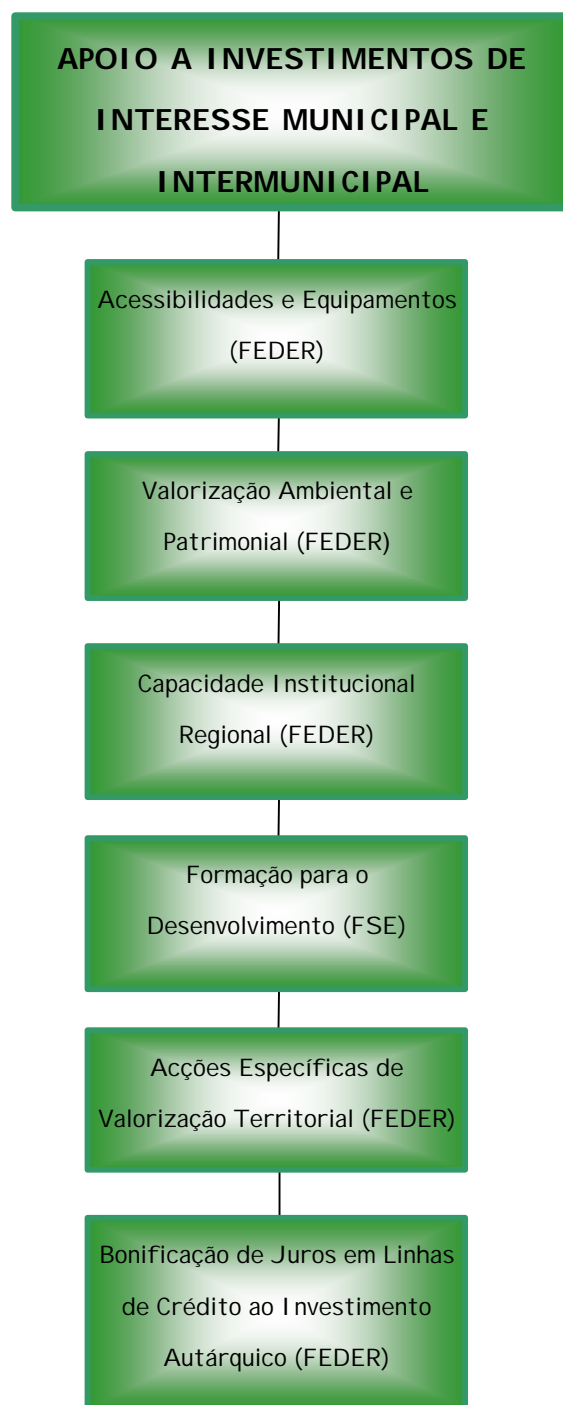 APOIO A INVESTIMENTOS DE
INTERESSE MUNICIPAL E
INTERMUNICIPAL
Acessibilidades e Equipamentos
(FEDER)
Valorização Ambiental e
Patrimonial (FEDER)
Capacidade Institucional
Regional (FEDER)
Formação para o
Desenvolvimento (FSE)
Acções Específicas de
Valorização Territorial (FEDER)
Bonificação de Juros em Linhas
de Crédito ao Investimento
Autárquico (FEDER)